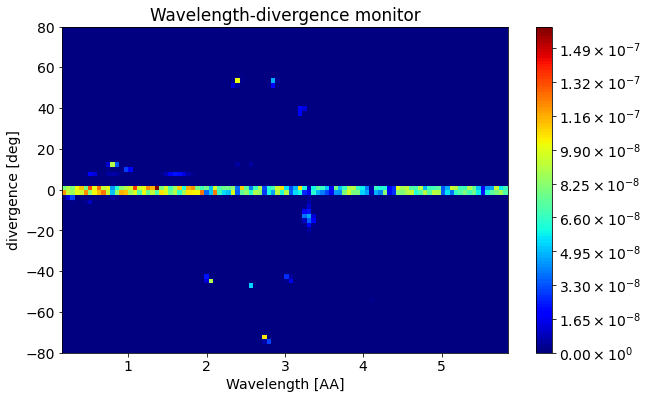 Wavelength-divergence monitor
divergence [deg]
80
60
40
20
0
−20
−40
−60
−80
1
2
3
4
5
Wavelength [AA]
1.49 × 10⁻⁷
1.32 × 10⁻⁷
1.16 × 10⁻⁷
9.90 × 10⁻⁸
8.25 × 10⁻⁸
6.60 × 10⁻⁸
4.95 × 10⁻⁸
3.30 × 10⁻⁸
1.65 × 10⁻⁸
0.00 × 10⁰